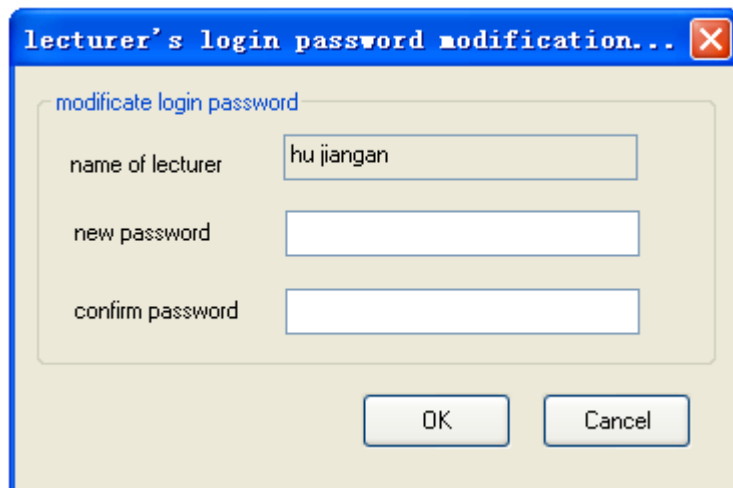 lecturer's login password modification...
modificate login password
name of lecturer
hu jiangan
new password
confirm password
OK
Cancel